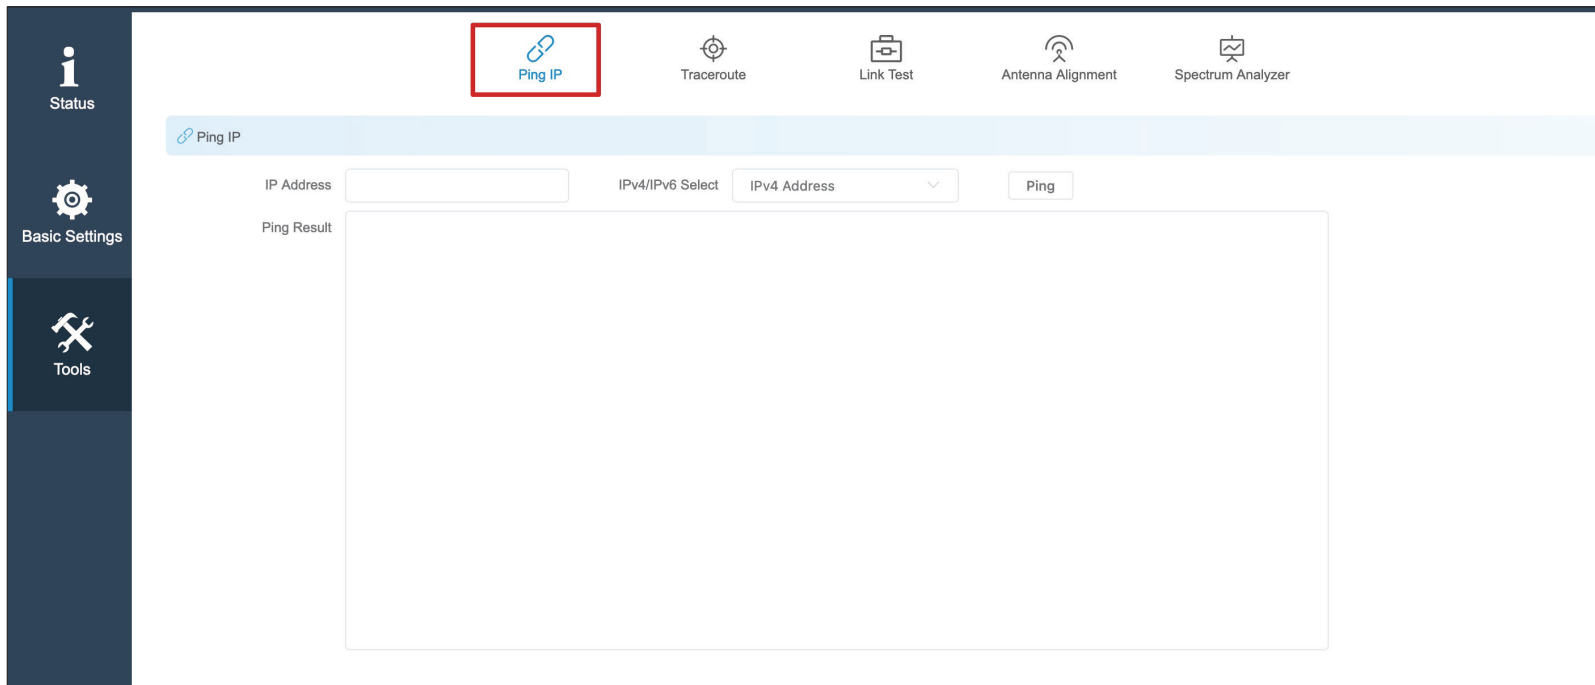 Status
Basic Settings
Tools
Ping IP
Traceroute
Link Test
Antenna Alignment
Spectrum Analyzer
Ping IP
IP Address
IPv4/IPv6 Select
IPv4 Address
Ping
Ping Result